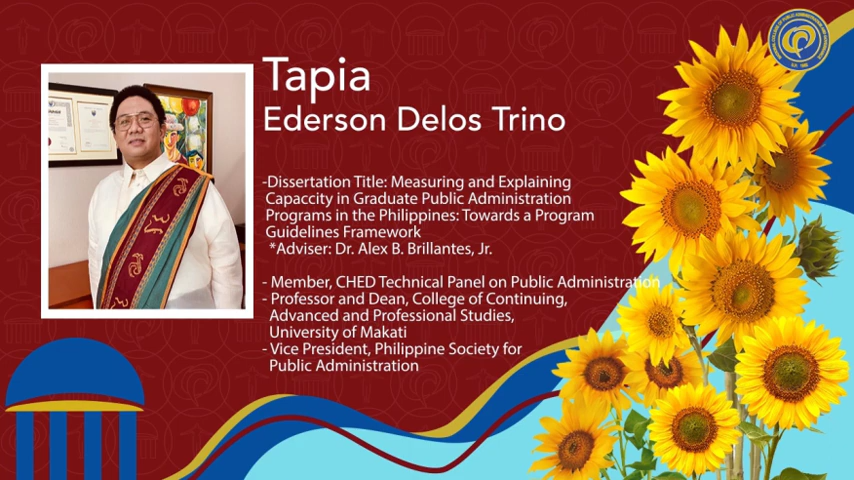 Tapia
Ederson Delos Trino
-Dissertation Title: Measuring and Explaining
Capaccity in Graduate Public Administration
Programs in the Philippines: Towards a Program
Guidelines Framework
*Adviser: Dr. Alex B. Brillantes, Jr.
- Member, CHED Technical Panel on Public Administration
- Professor and Dean, College of Continuing,
Advanced and Professional Studies,
University of Makati
- Vice President, Philippine Society for
Public Administration